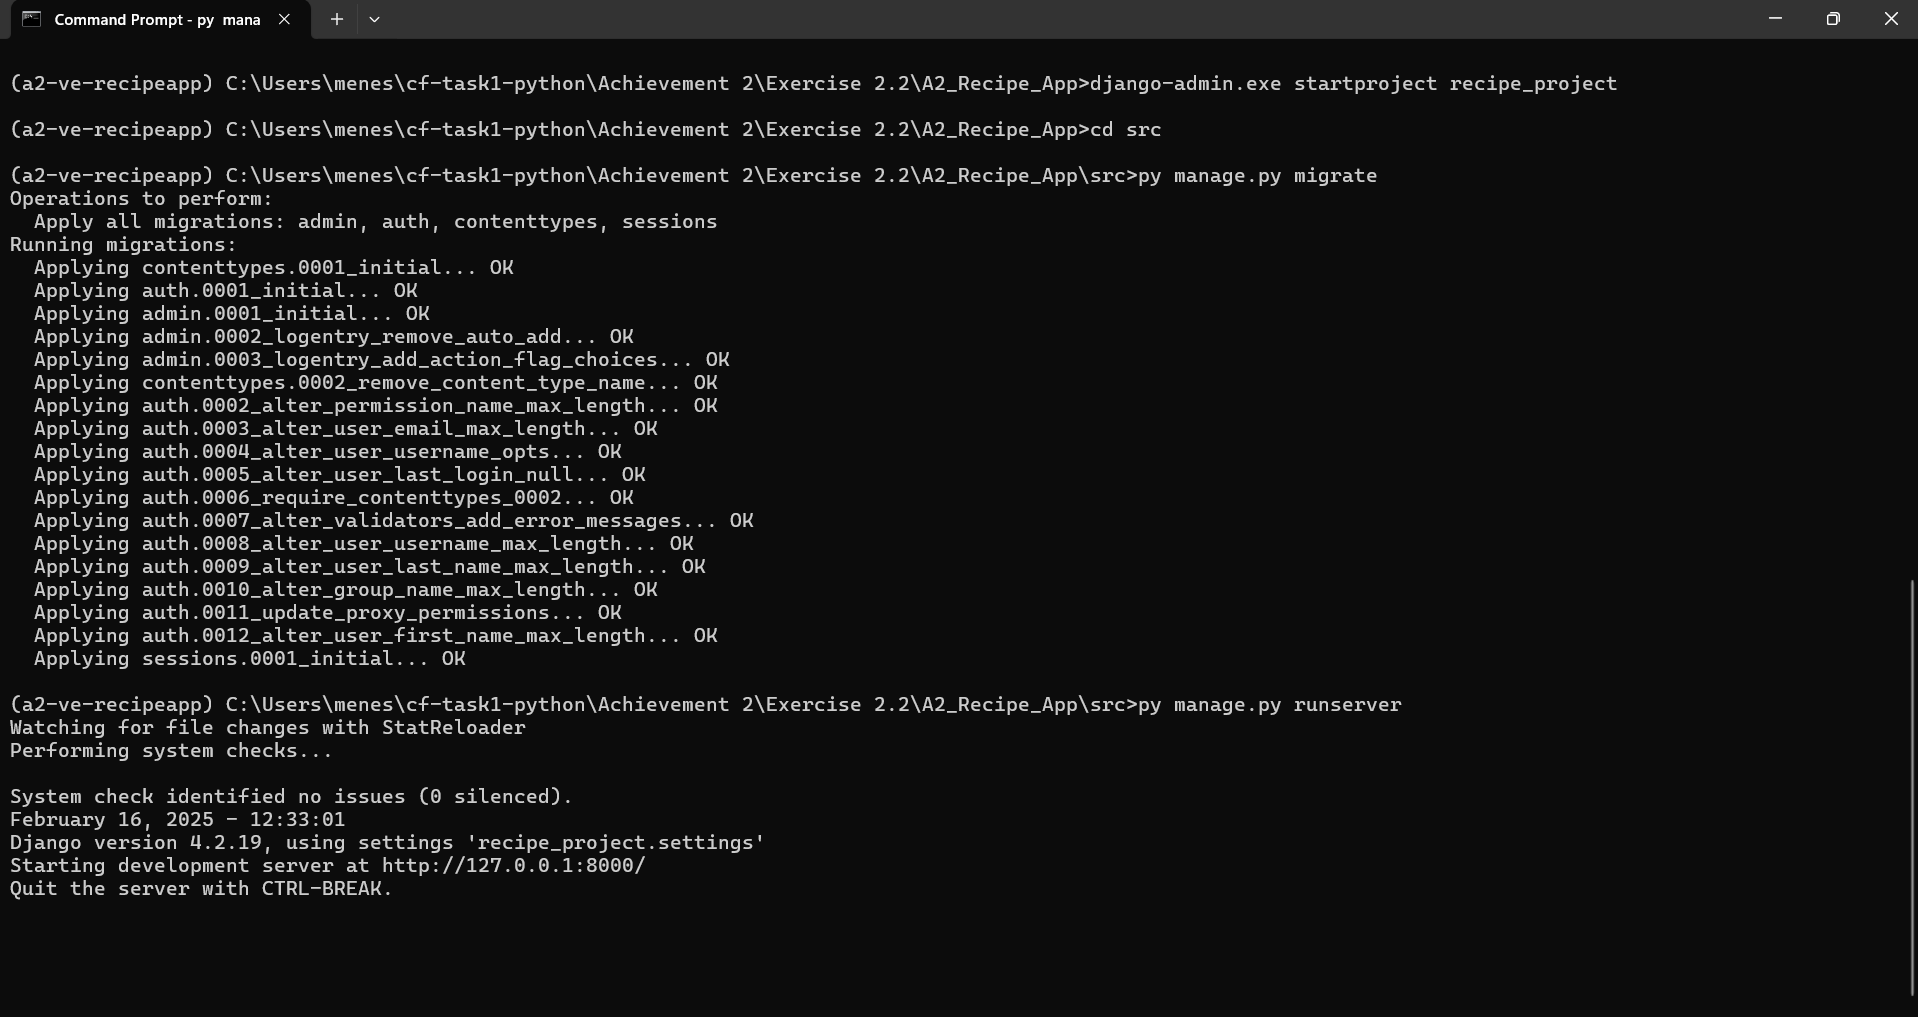 Command Prompt - py mana
(a2-ve-recipeapp) C:\Users\menes\cf-task1-python\Achievement 2\Exercise 2.2\A2_Recipe_App>django-admin.exe startproject recipe_project
(a2-ve-recipeapp) C:\Users\menes\cf-task1-python\Achievement 2\Exercise 2.2\A2_Recipe_App>cd src
(a2-ve-recipeapp) C:\Users\menes\cf-task1-python\Achievement 2\Exercise 2.2\A2_Recipe_App\src>py manage.py migrate
Operations to perform:
  Apply all migrations: admin, auth, contenttypes, sessions
Running migrations:
  Applying contenttypes.0001_initial... OK
  Applying auth.0001_initial... OK
  Applying admin.0001_initial... OK
  Applying admin.0002_logentry_remove_auto_add... OK
  Applying admin.0003_logentry_add_action_flag_choices... OK
  Applying contenttypes.0002_remove_content_type_name... OK
  Applying auth.0002_alter_permission_name_max_length... OK
  Applying auth.0003_alter_user_email_max_length... OK
  Applying auth.0004_alter_user_username_opts... OK
  Applying auth.0005_alter_user_last_login_null... OK
  Applying auth.0006_require_contenttypes_0002... OK
  Applying auth.0007_alter_validators_add_error_messages... OK
  Applying auth.0008_alter_user_username_max_length... OK
  Applying auth.0009_alter_user_last_name_max_length... OK
  Applying auth.0010_alter_group_name_max_length... OK
  Applying auth.0011_update_proxy_permissions... OK
  Applying auth.0012_alter_user_first_name_max_length... OK
  Applying sessions.0001_initial... OK
(a2-ve-recipeapp) C:\Users\menes\cf-task1-python\Achievement 2\Exercise 2.2\A2_Recipe_App\src>py manage.py runserver
Watching for file changes with StatReloader
Performing system checks...
System check identified no issues (0 silenced).
February 16, 2025 - 12:33:01
Django version 4.2.19, using settings 'recipe_project.settings'
Starting development server at http://127.0.0.1:8000/
Quit the server with CTRL-BREAK.